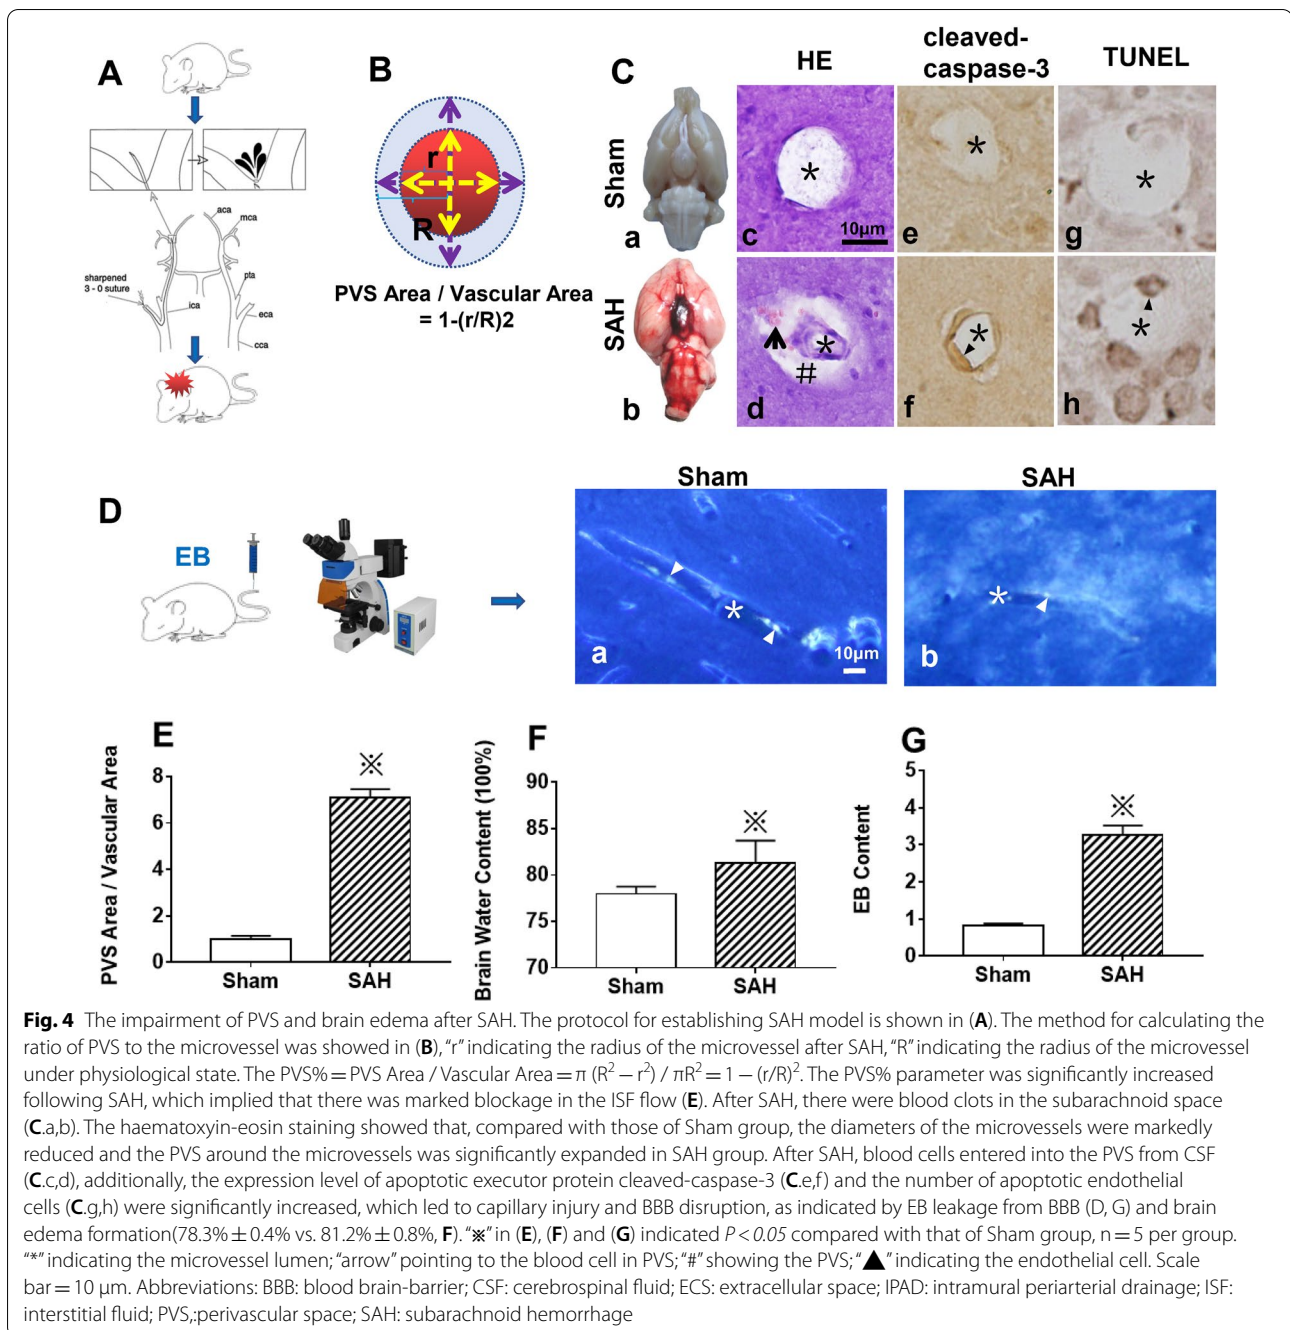 A
aca
mca
sharpened
3 - 0 suture
pta
ica
eca
cca
B
r
R
PVS Area / Vascular Area
= 1-(r/R)2
C
HE
cleaved-
caspase-3
TUNEL
Sham
a
c
10μm
e
g
SAH
*
#
b
d
f
h
D
EB
Sham
SAH
a
10μm
b
E
PVS Area / Vascular Area
8
6
4
2
0
Sham
SAH
※
F
Brain Water Content (100%)
90
85
80
75
70
Sham
SAH
※
G
EB Content
5
4
3
2
1
0
Sham
SAH
※
Fig. 4 The impairment of PVS and brain edema after SAH. The protocol for establishing SAH model is shown in (A). The method for calculating the
ratio of PVS to the microvessel was showed in (B), “r” indicating the radius of the microvessel after SAH, “R” indicating the radius of the microvessel
under physiological state. The PVS% = PVS Area / Vascular Area = π (R² − r²) / πR² = 1 − (r/R)². The PVS% parameter was significantly increased
following SAH, which implied that there was marked blockage in the ISF flow (E). After SAH, there were blood clots in the subarachnoid space
(C.a,b). The haematoxyin-eosin staining showed that, compared with those of Sham group, the diameters of the microvessels were markedly
reduced and the PVS around the microvessels was significantly expanded in SAH group. After SAH, blood cells entered into the PVS from CSF
(C.c,d), additionally, the expression level of apoptotic executor protein cleaved-caspase-3 (C.e,f) and the number of apoptotic endothelial
cells (C.g,h) were significantly increased, which led to capillary injury and BBB disruption, as indicated by EB leakage from BBB (D, G) and brain
edema formation(78.3% ± 0.4% vs. 81.2% ± 0.8%, F). “※” in (E), (F) and (G) indicated P < 0.05 compared with that of Sham group, n = 5 per group.
“*” indicating the microvessel lumen; “arrow” pointing to the blood cell in PVS; “#” showing the PVS; “▲” indicating the endothelial cell. Scale
bar = 10 μm. Abbreviations: BBB: blood brain-barrier; CSF: cerebrospinal fluid; ECS: extracellular space; IPAD: intramural periarterial drainage; ISF:
interstitial fluid; PVS,:perivascular space; SAH: subarachnoid hemorrhage